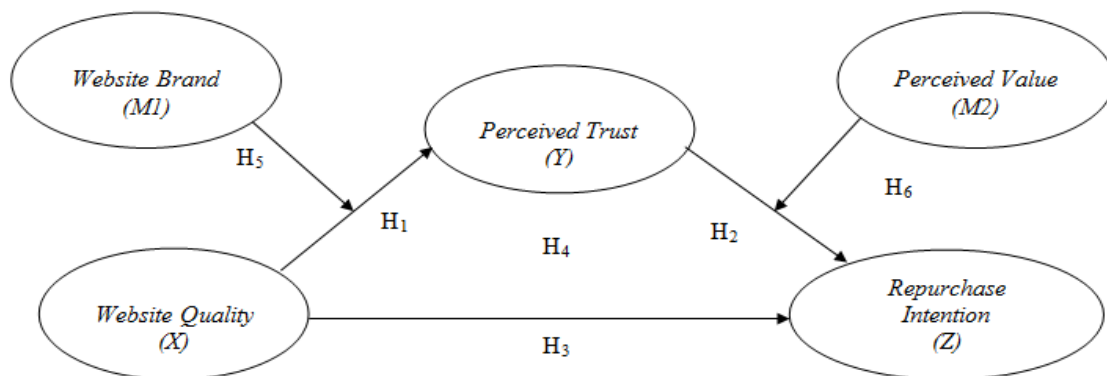 Website Brand
(M1)
Perceived Value
(M2)
Perceived Trust
(Y)
H5
H6
H1
H2
H4
Website Quality
(X)
Repurchase
Intention
(Z)
H3